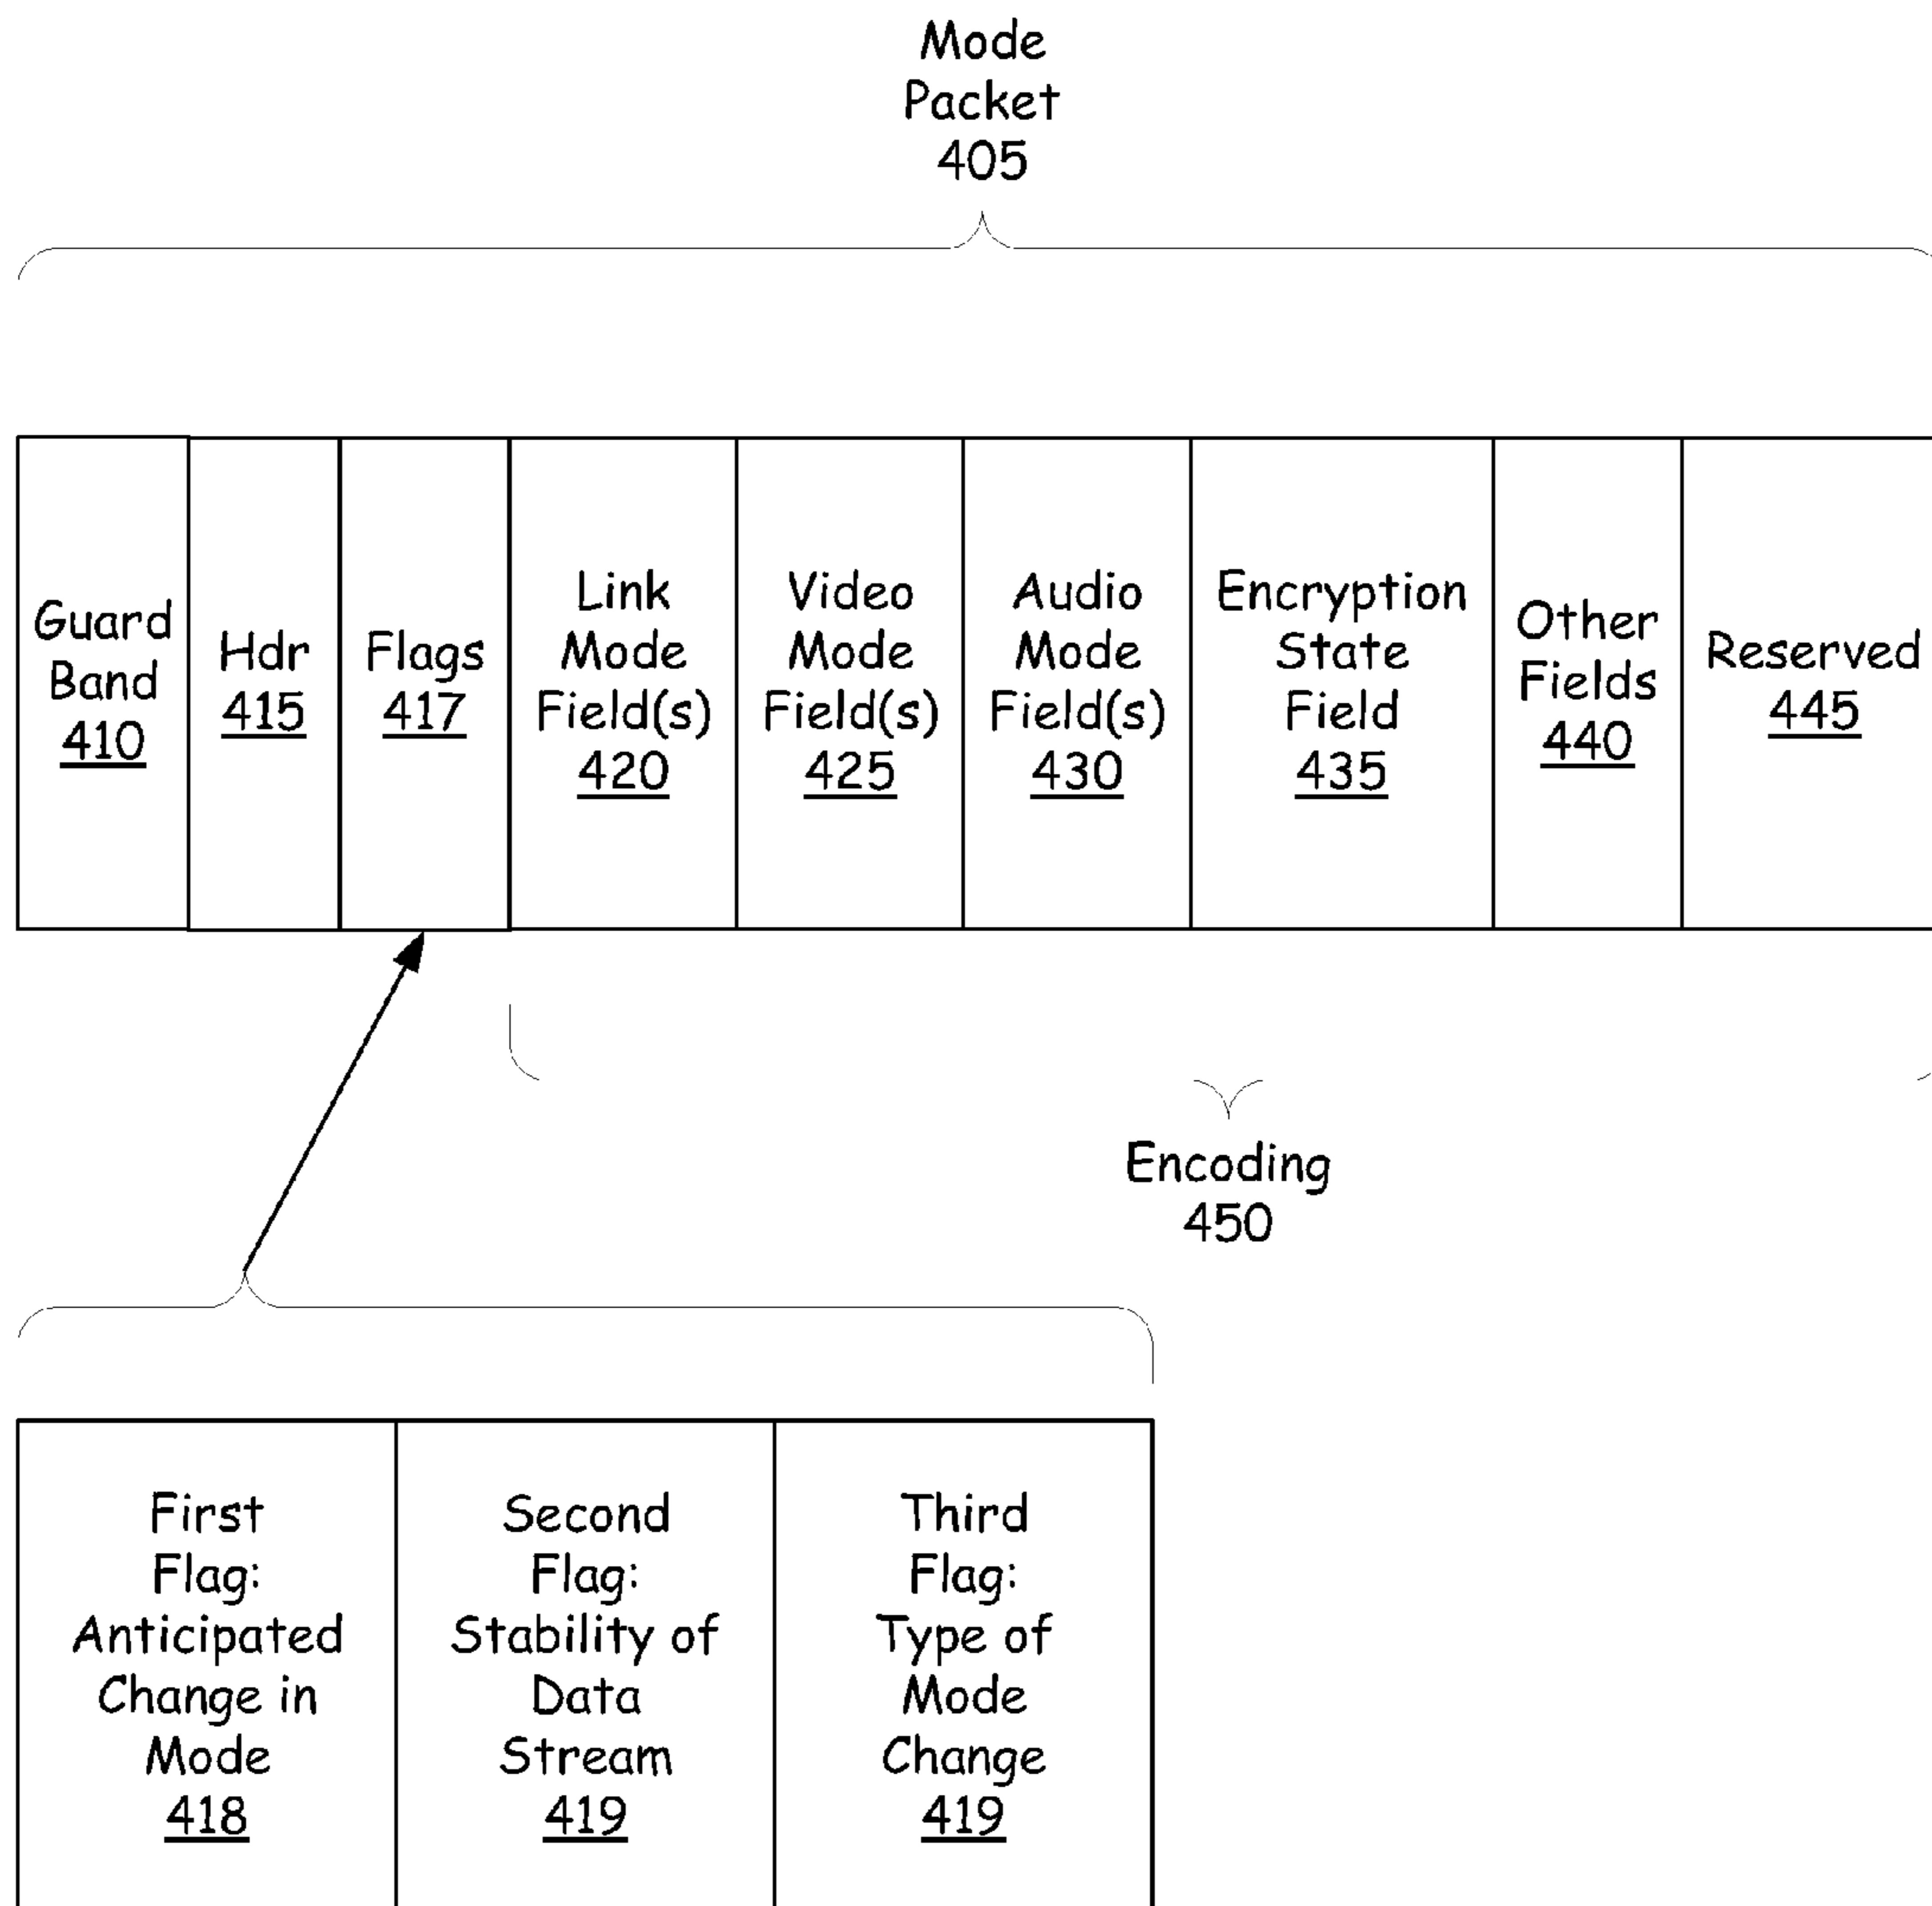 Mode
Packet
405
Guard
Band
410
Hdr
415
Flags
417
Link
Mode
Field(s)
420
Video
Mode
Field(s)
425
Audio
Mode
Field(s)
430
Encryption
State
Field
435
Other
Fields
440
Reserved
445
Encoding
450
First
Flag:
Anticipated
Change in
Mode
418
Second
Flag:
Stability of
Data
Stream
419
Third
Flag:
Type of
Mode
Change
419